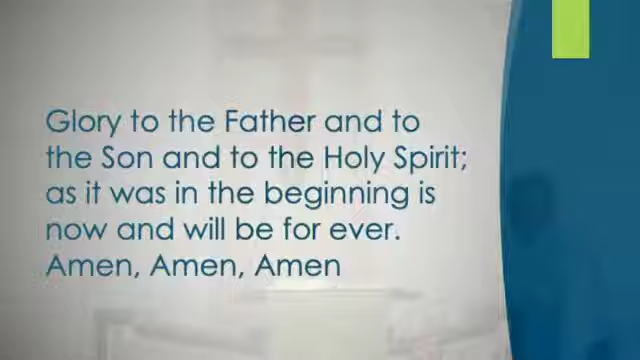 Glory to the Father and to
the Son and to the Holy Spirit;
as it was in the beginning is
now and will be for ever.
Amen, Amen, Amen